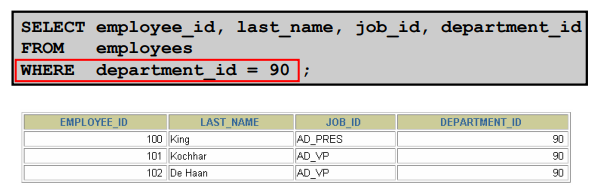 SELECT employee_id, last_name, job_id, department_id
FROM employees
WHERE department_id = 90 ;
EMPLOYEE_ID LAST_NAME JOB_ID DEPARTMENT_ID
100 King AD_PRES 90
101 Kochhar AD_VP 90
102 De Haan AD_VP 90